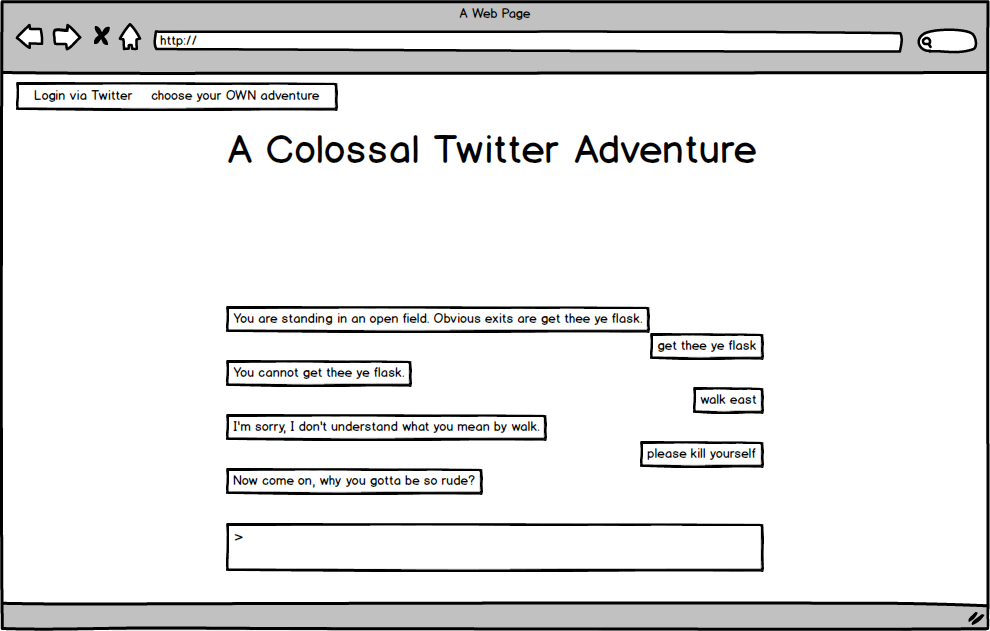 A Web Page
http://
Login via Twitter choose your OWN adventure
A Colossal Twitter Adventure
You are standing in an open field. Obvious exits are get thee ye flask.
get thee ye flask
You cannot get thee ye flask.
walk east
I'm sorry, I don't understand what you mean by walk.
please kill yourself
Now come on, why you gotta be so rude?
>